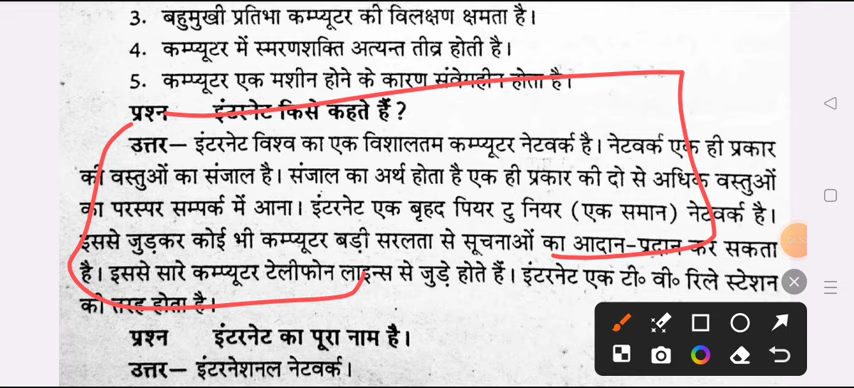 3. बहुमुखी प्रतिभा कम्प्यूटर की विलक्षण क्षमता है।
4. कम्प्यूटर में स्मरणशक्ति अत्यन्त तीव्र होती है।
5. कम्प्यूटर एक मशीन होने के कारण संवेगहीन होता है।
प्रश्न इंटरनेट किसे कहते हैं?
उत्तर— इंटरनेट विश्व का एक विशालतम कम्प्यूटर नेटवर्क है। नेटवर्क एक ही प्रकार
की वस्तुओं का संजाल है। संजाल का अर्थ होता है एक ही प्रकार की दो से अधिक वस्तुओं
का परस्पर सम्पर्क में आना। इंटरनेट एक बृहद पियर टु नियर (एक समान) नेटवर्क है।
इससे जुड़कर कोई भी कम्प्यूटर बड़ी सरलता से सूचनाओं का आदान-प्रदान कर सकता
है। इससे सारे कम्प्यूटर टेलीफोन लाइन्स से जुड़े होते हैं। इंटरनेट एक टी० वी० रिले स्टेशन
की तरह होता है।
प्रश्न इंटरनेट का पूरा नाम है।
उत्तर— इंटरनेशनल नेटवर्क।